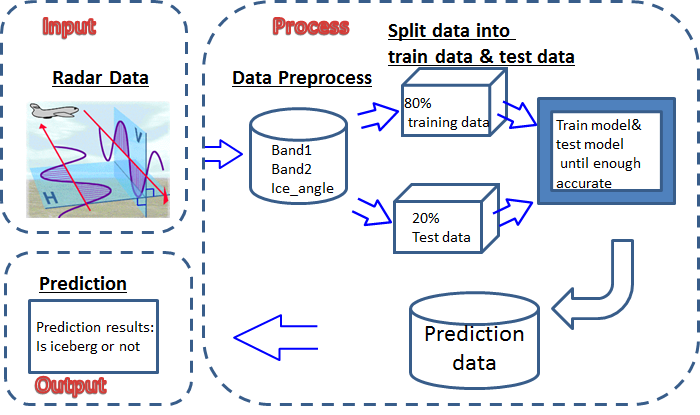 Input
Radar Data
V
H
Process
Data Preprocess
Split data into
train data & test data
Band1
Band2
Ice_angle
80%
training data
20%
Test data
Train model&
test model
until enough
accurate
Prediction
data
Prediction
Prediction results:
Is iceberg or not
Output